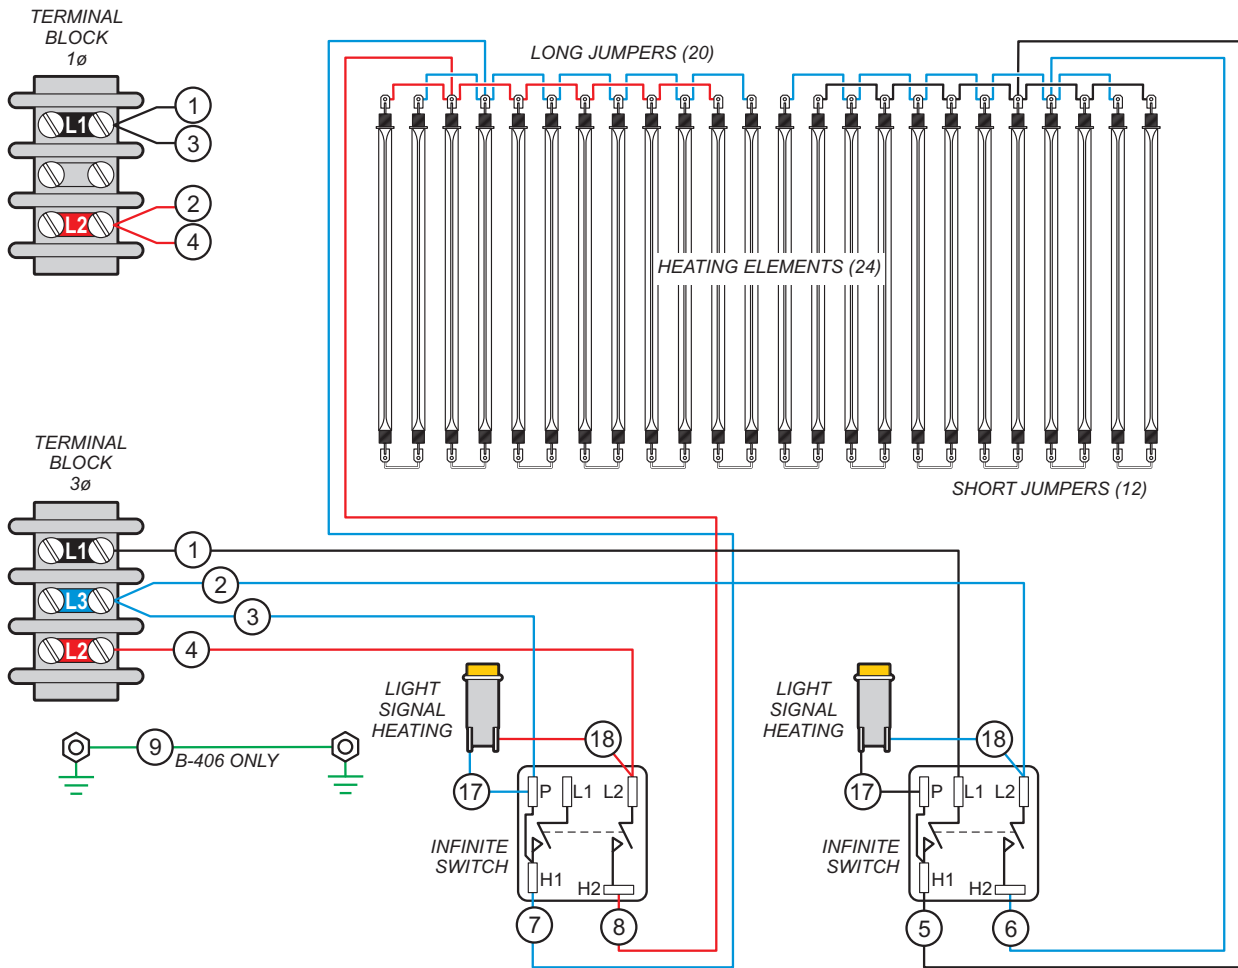 TERMINAL
BLOCK
1ø
L1
1
3
L2
2
4
LONG JUMPERS (20)
HEATING ELEMENTS (24)
SHORT JUMPERS (12)
TERMINAL
BLOCK
3ø
L1
1
L3
2
3
L2
4
9
B-406 ONLY
LIGHT
SIGNAL
HEATING
18
17
P
L1
L2
INFINITE
SWITCH
H1
H2
7
8
LIGHT
SIGNAL
HEATING
18
17
P
L1
L2
INFINITE
SWITCH
H1
H2
5
6